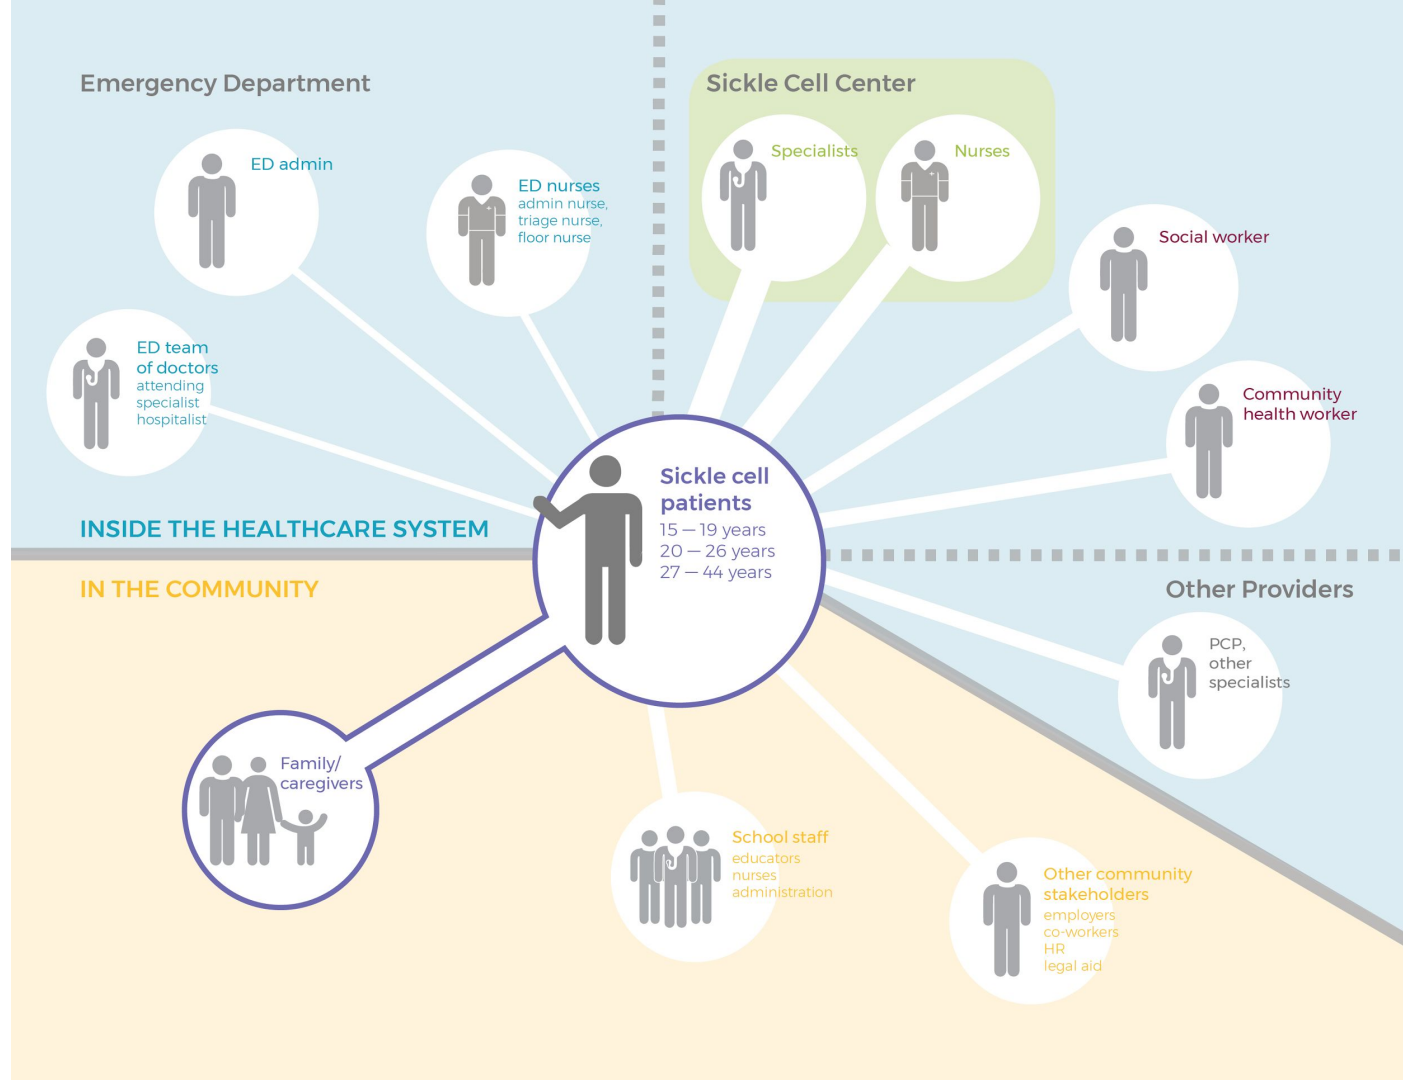 Emergency Department
ED admin
ED nurses
admin nurse,
triage nurse,
floor nurse
ED team
of doctors
attending
specialist
hospitalist
Sickle Cell Center
Specialists
Nurses
Social worker
Community
health worker
Sickle cell
patients
15 — 19 years
20 — 26 years
27 — 44 years
INSIDE THE HEALTHCARE SYSTEM
IN THE COMMUNITY
Other Providers
PCP,
other
specialists
Family/
caregivers
School staff
educators
nurses
administration
Other community
stakeholders
employers
co-workers
HR
legal aid